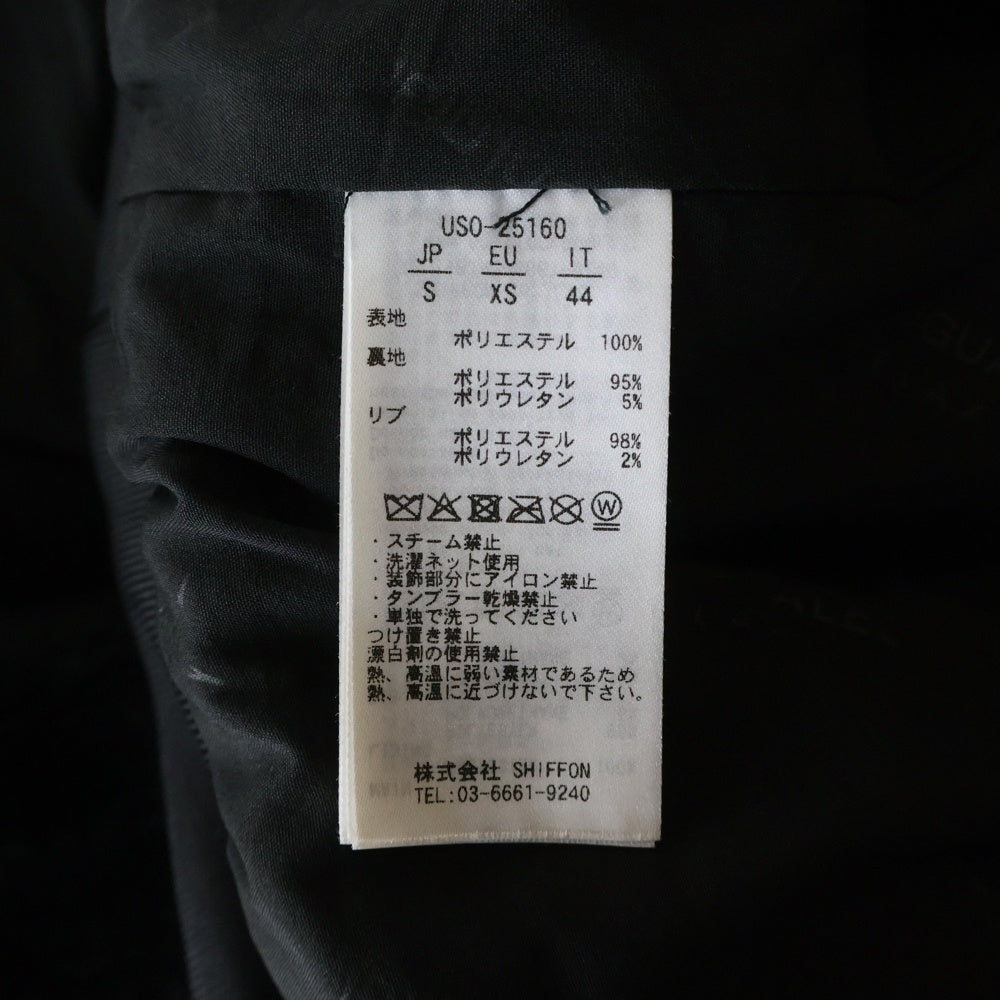 USO-25160
JP EU IT
S XS 44
表地
ポリエステル 100%
裏地
ポリエステル 95%
ポリウレタン 5%
リブ
ポリエステル 98%
ポリウレタン 2%
W
・スチーム禁止
・洗濯ネット使用
・装飾部分にアイロン禁止
・タンブラー乾燥禁止
・単独で洗ってください
つけ置き禁止
漂白剤の使用禁止
熱、高温に弱い素材であるため
熱、高温に近づけないで下さい。
株式会社 SHIFFON
TEL:03-6661-9240